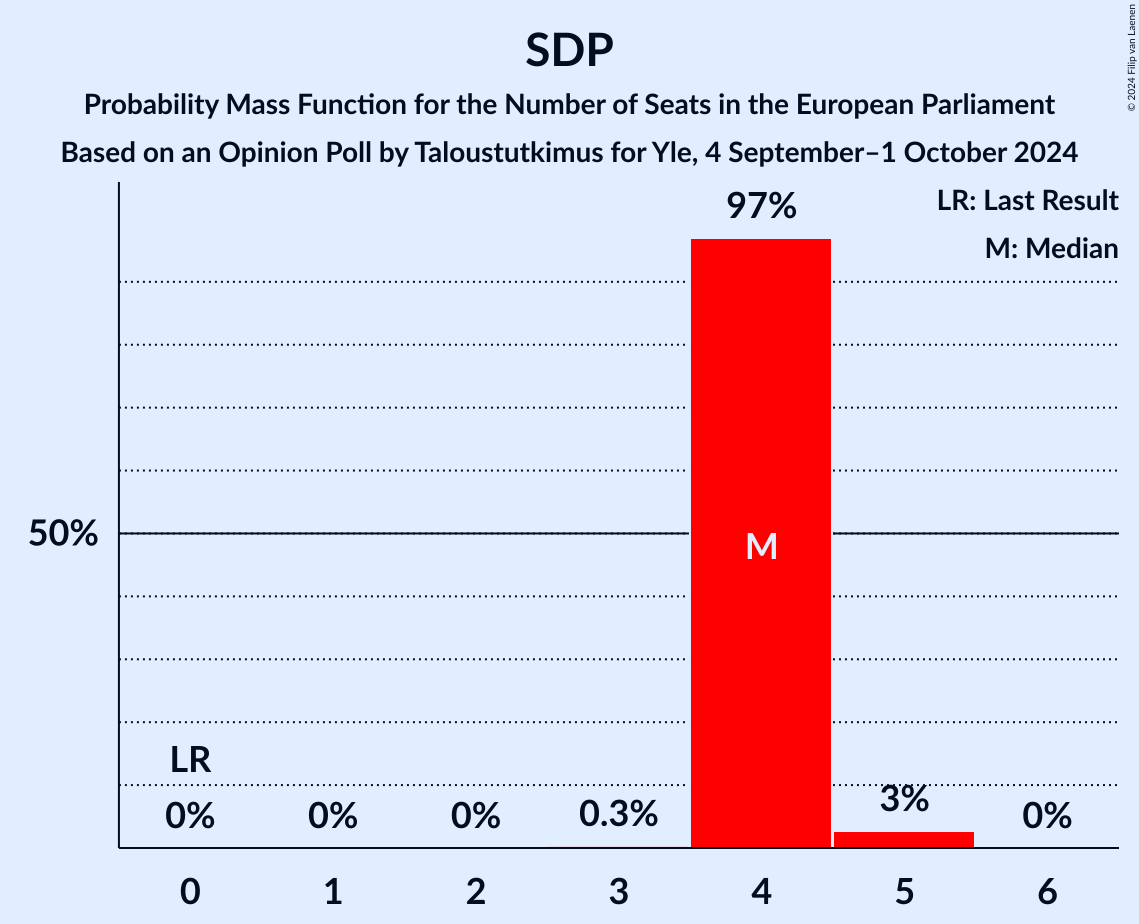 SDP
Probability Mass Function for the Number of Seats in the European Parliament
Based on an Opinion Poll by Taloustutkimus for Yle, 4 September–1 October 2024
© 2024 Filip van Laenen
LR: Last Result
M: Median
97%
50%
M
LR
0%
0%
0%
0.3%
3%
0%
0
1
2
3
4
5
6